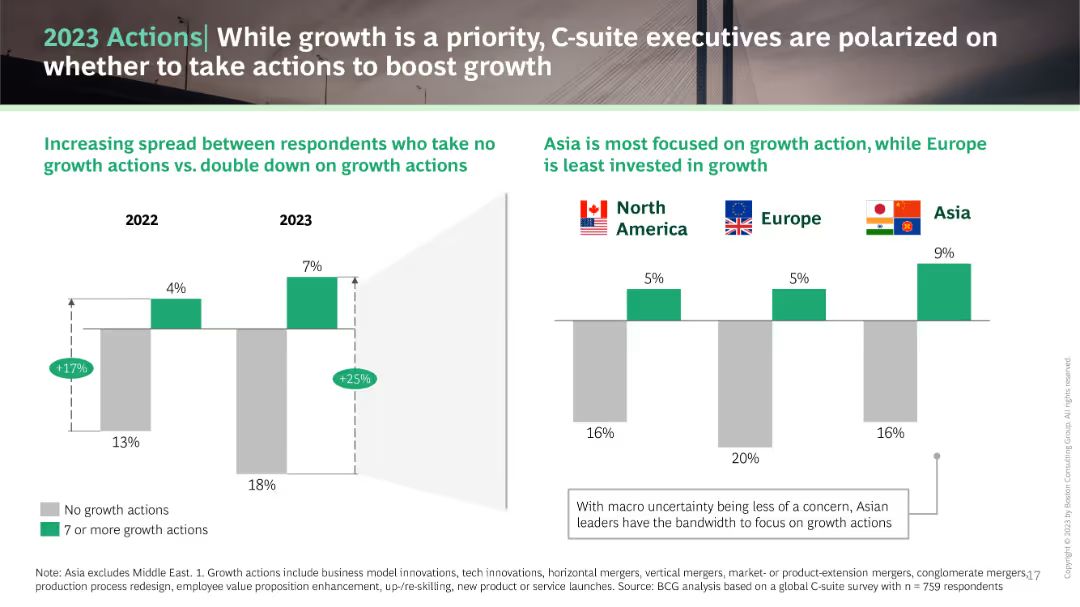 2023 Actions| While growth is a priority, C-suite executives are polarized on
whether to take actions to boost growth
Increasing spread between respondents who take no
growth actions vs. double down on growth actions
2022
2023
4%
7%
+17%
+25%
13%
18%
No growth actions
7 or more growth actions
Asia is most focused on growth action, while Europe
is least invested in growth
North
America
Europe
Asia
5%
5%
9%
16%
20%
16%
With macro uncertainty being less of a concern, Asian
leaders have the bandwidth to focus on growth actions
Note: Asia excludes Middle East. 1. Growth actions include business model innovations, tech innovations, horizontal mergers, vertical mergers, market- or product-extension mergers, conglomerate mergers,
production process redesign, employee value proposition enhancement, up-/re-skilling, new product or service launches. Source: BCG analysis based on a global C-suite survey with n = 759 respondents
17
Copyright © 2023 by Boston Consulting Group. All rights reserved.